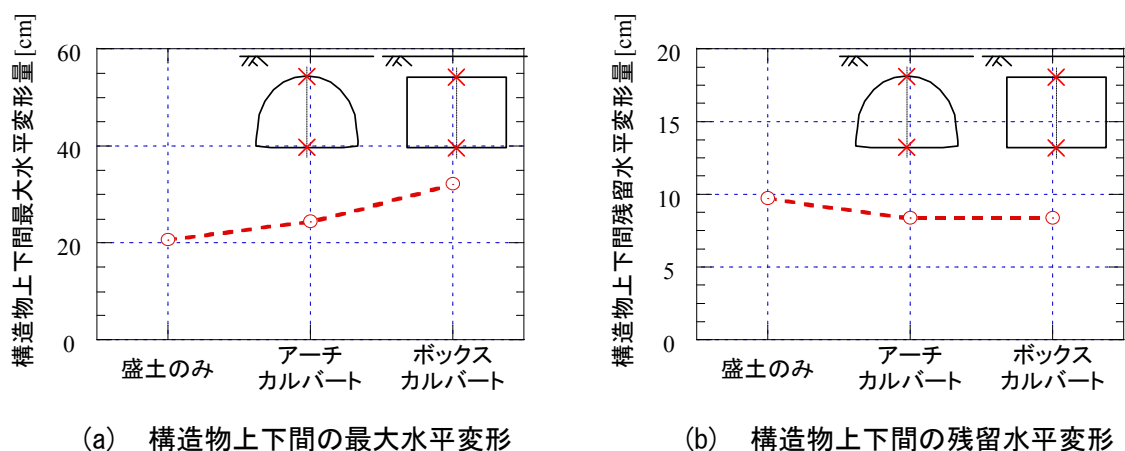 構造物上下間最大水平変形量[cm]
60
40
20
0
盛土のみ
アーチ
カルバート
ボックス
カルバート
(a) 構造物上下間の最大水平変形
構造物上下間残留水平変形量[cm]
20
15
10
5
0
盛土のみ
アーチ
カルバート
ボックス
カルバート
(b) 構造物上下間の残留水平変形